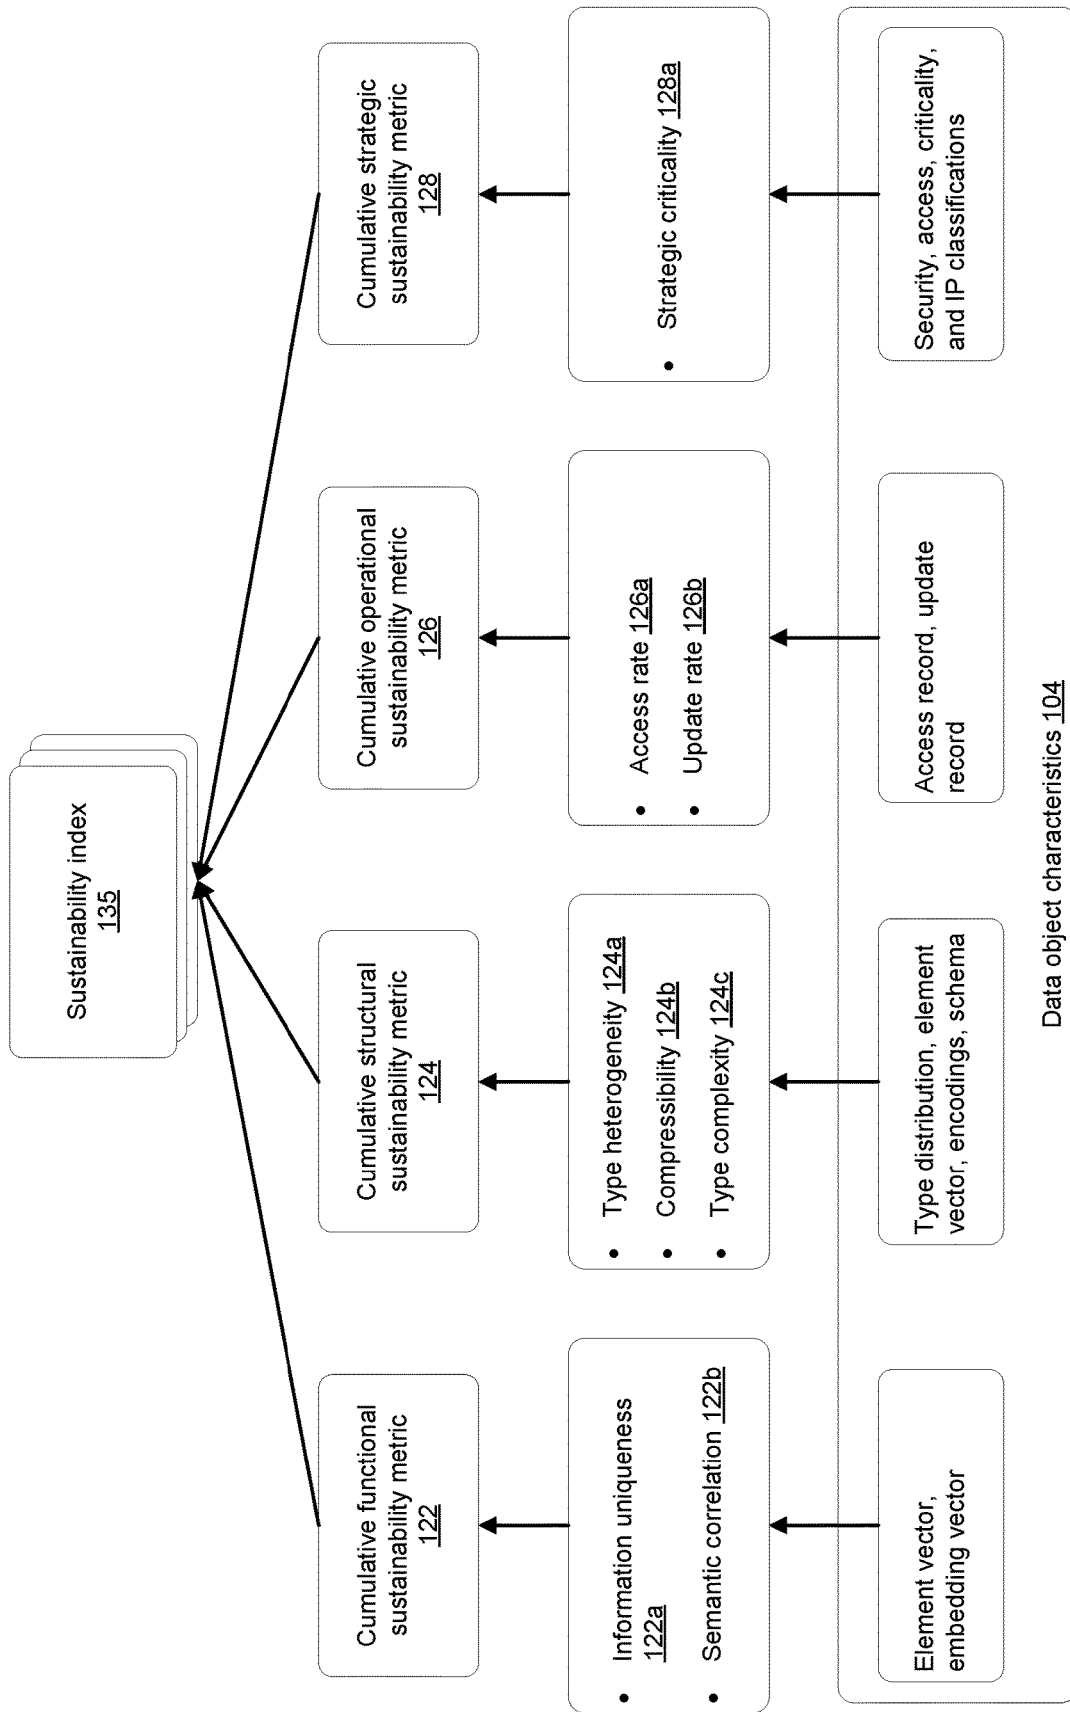 Sustainability index
135
Cumulative functional
sustainability metric
122
Cumulative structural
sustainability metric
124
Cumulative operational
sustainability metric
126
Cumulative strategic
sustainability metric
128
• Information uniqueness
122a
• Semantic correlation 122b
• Type heterogeneity 124a
• Compressibility 124b
• Type complexity 124c
• Access rate 126a
• Update rate 126b
• Strategic criticality 128a
Element vector,
embedding vector
Type distribution, element
vector, encodings, schema
Access record, update
record
Security, access, criticality,
and IP classifications
Data object characteristics 104